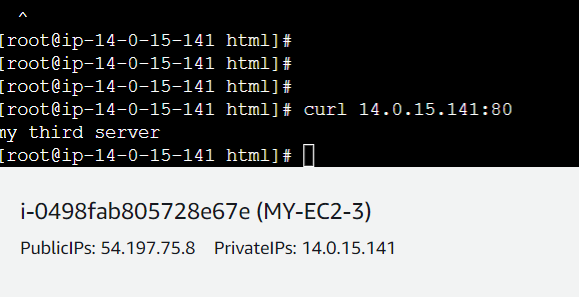 ^
[root@ip-14-0-15-141 html]#
[root@ip-14-0-15-141 html]#
[root@ip-14-0-15-141 html]#
[root@ip-14-0-15-141 html]# curl 14.0.15.141:80
my third server
[root@ip-14-0-15-141 html]#
i-0498fab805728e67e (MY-EC2-3)
PublicIPs: 54.197.75.8 PrivateIPs: 14.0.15.141